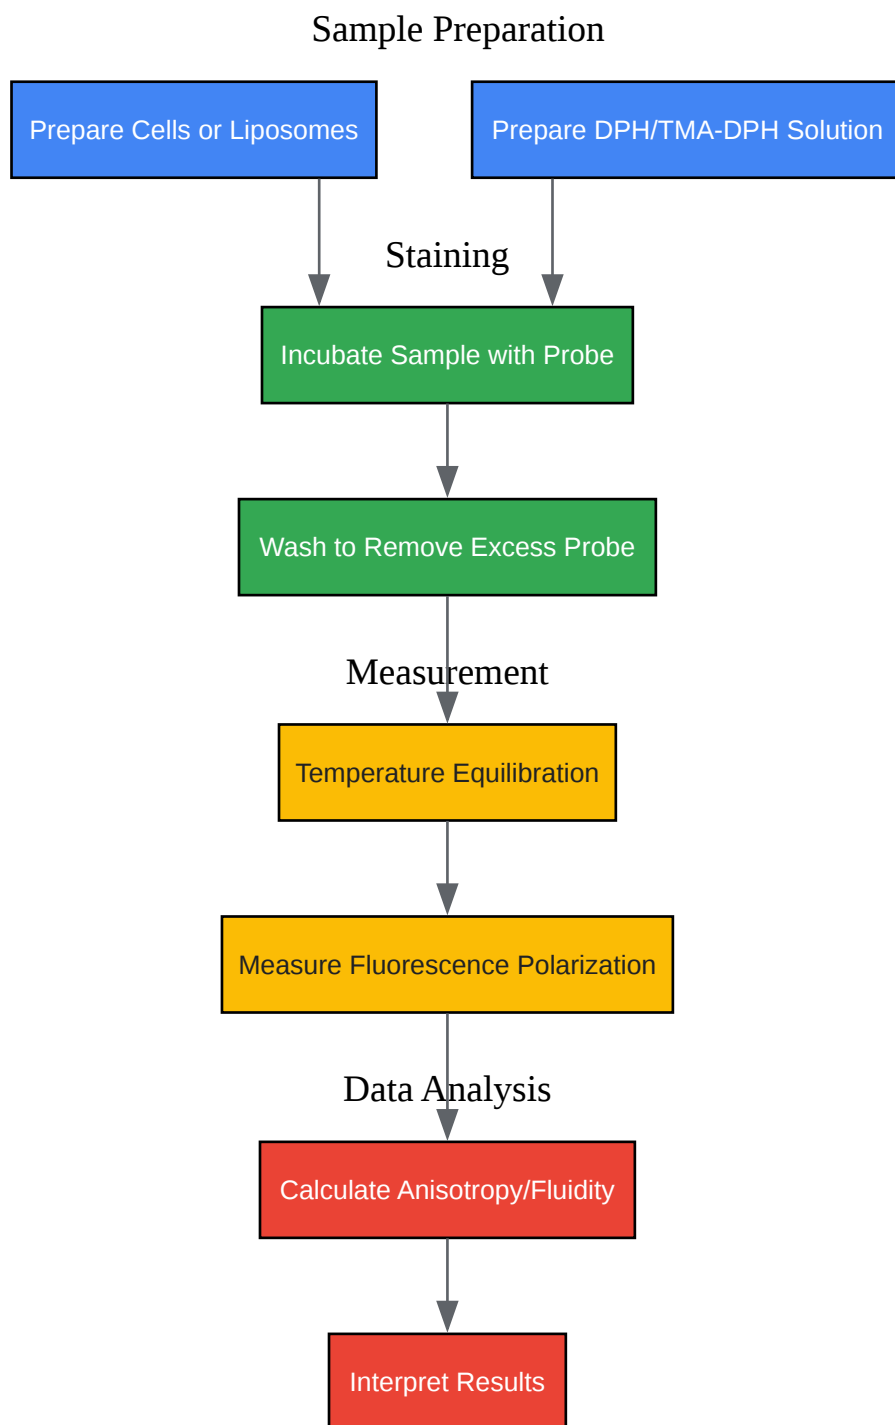 Sample Preparation
Prepare Cells or Liposomes
Prepare DPH/TMA-DPH Solution
Staining
Incubate Sample with Probe
Wash to Remove Excess Probe
Measurement
Temperature Equilibration
Measure Fluorescence Polarization
Data Analysis
Calculate Anisotropy/Fluidity
Interpret Results